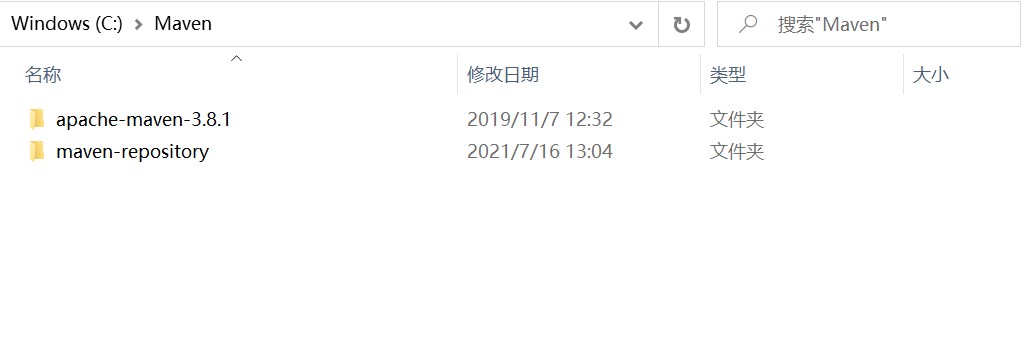 Windows (C:) > Maven 搜索"Maven"
名称 修改日期 类型 大小
apache-maven-3.8.1 2019/11/7 12:32 文件夹
maven-repository 2021/7/16 13:04 文件夹